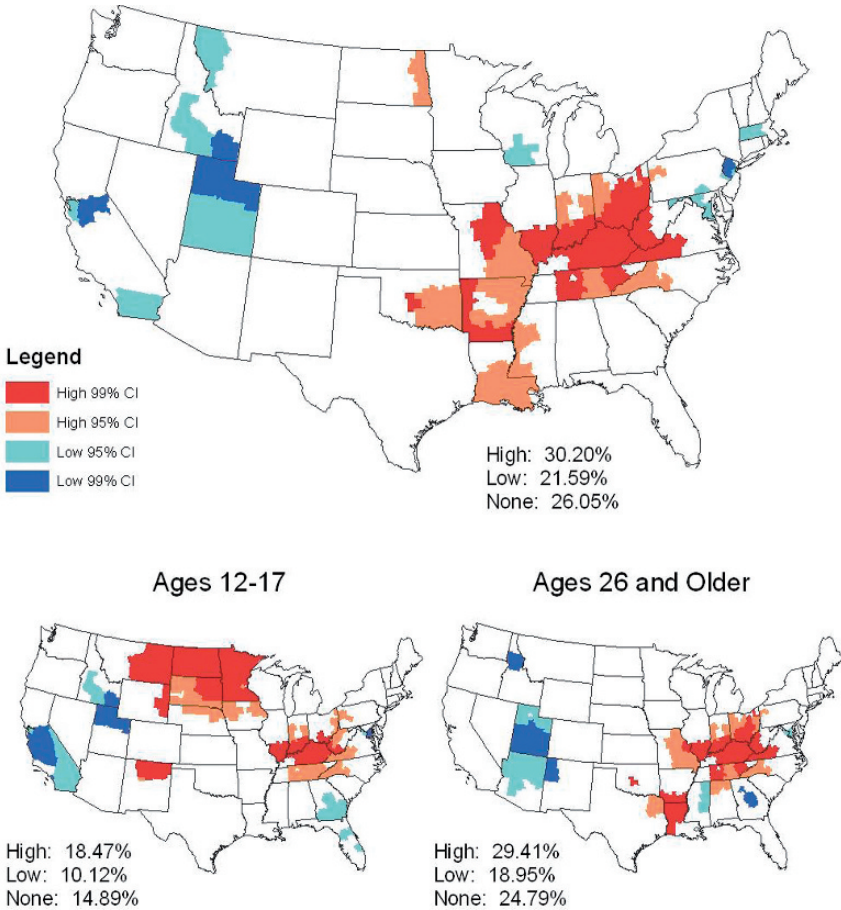 Legend
High 99% CI
High 95% CI
Low 95% CI
Low 99% CI
High: 30.20%
Low: 21.59%
None: 26.05%
Ages 12-17
High: 18.47%
Low: 10.12%
None: 14.89%
Ages 26 and Older
High: 29.41%
Low: 18.95%
None: 24.79%